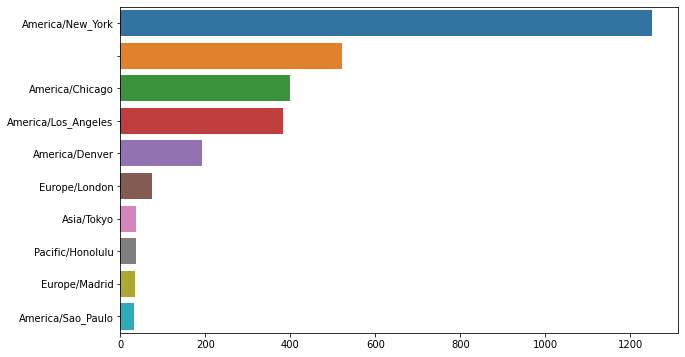 America/New_York
America/Chicago
America/Los_Angeles
America/Denver
Europe/London
Asia/Tokyo
Pacific/Honolulu
Europe/Madrid
America/Sao_Paulo
0 200 400 600 800 1000 1200